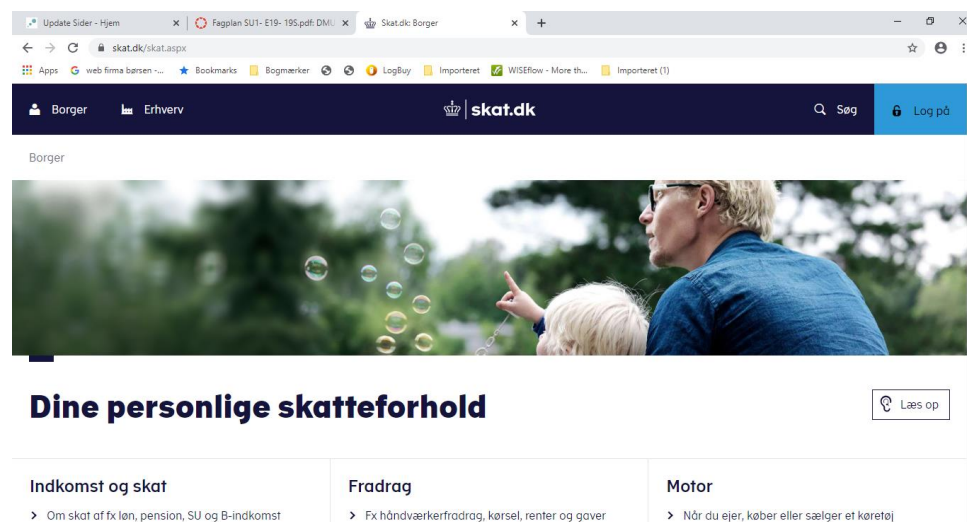 Update Sider - Hjem
Fagplan SU1- E19- 19S.pdf: DMU
Skat.dk: Borger
skat.dk/skat.aspx
Apps
web firma børsen -...
Bookmarks
Bogmærker
LogBuy
Importeret
WISEflow - More th...
Importeret (1)
Borger
Erhverv
skat.dk
Søg
Log på
Borger
Dine personlige skatteforhold
Læs op
Indkomst og skat
Om skat af fx løn, pension, SU og B-indkomst
Fradrag
Fx håndværkerfradrag, kørsel, renter og gaver
Motor
Når du ejer, køber eller sælger et køretøj